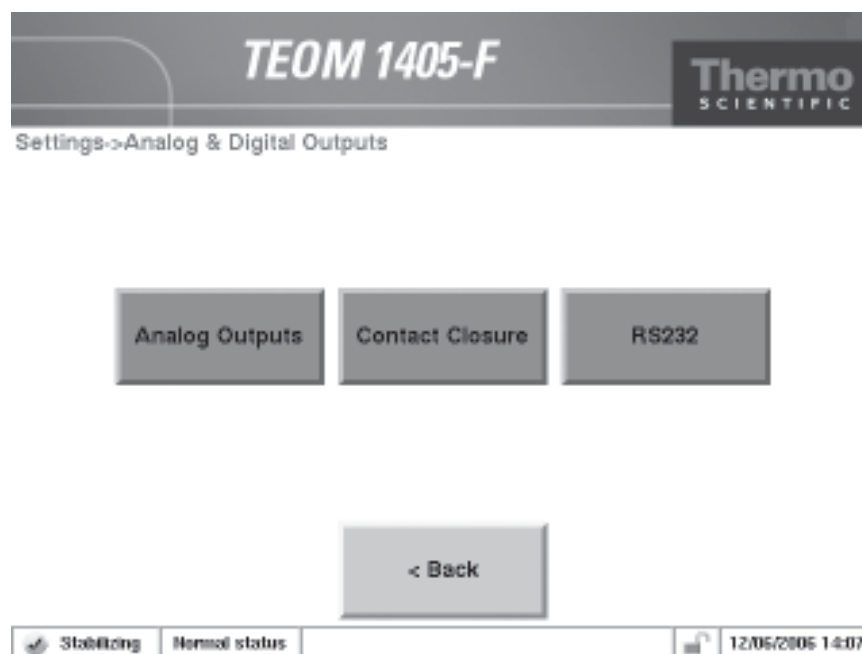 TEOM 1405-F
Thermo
SCIENTIFIC
Settings->Analog & Digital Outputs
Analog Outputs
Contact Closure
RS232
< Back
Stabilizing
Normal status
12/06/2006 14:07